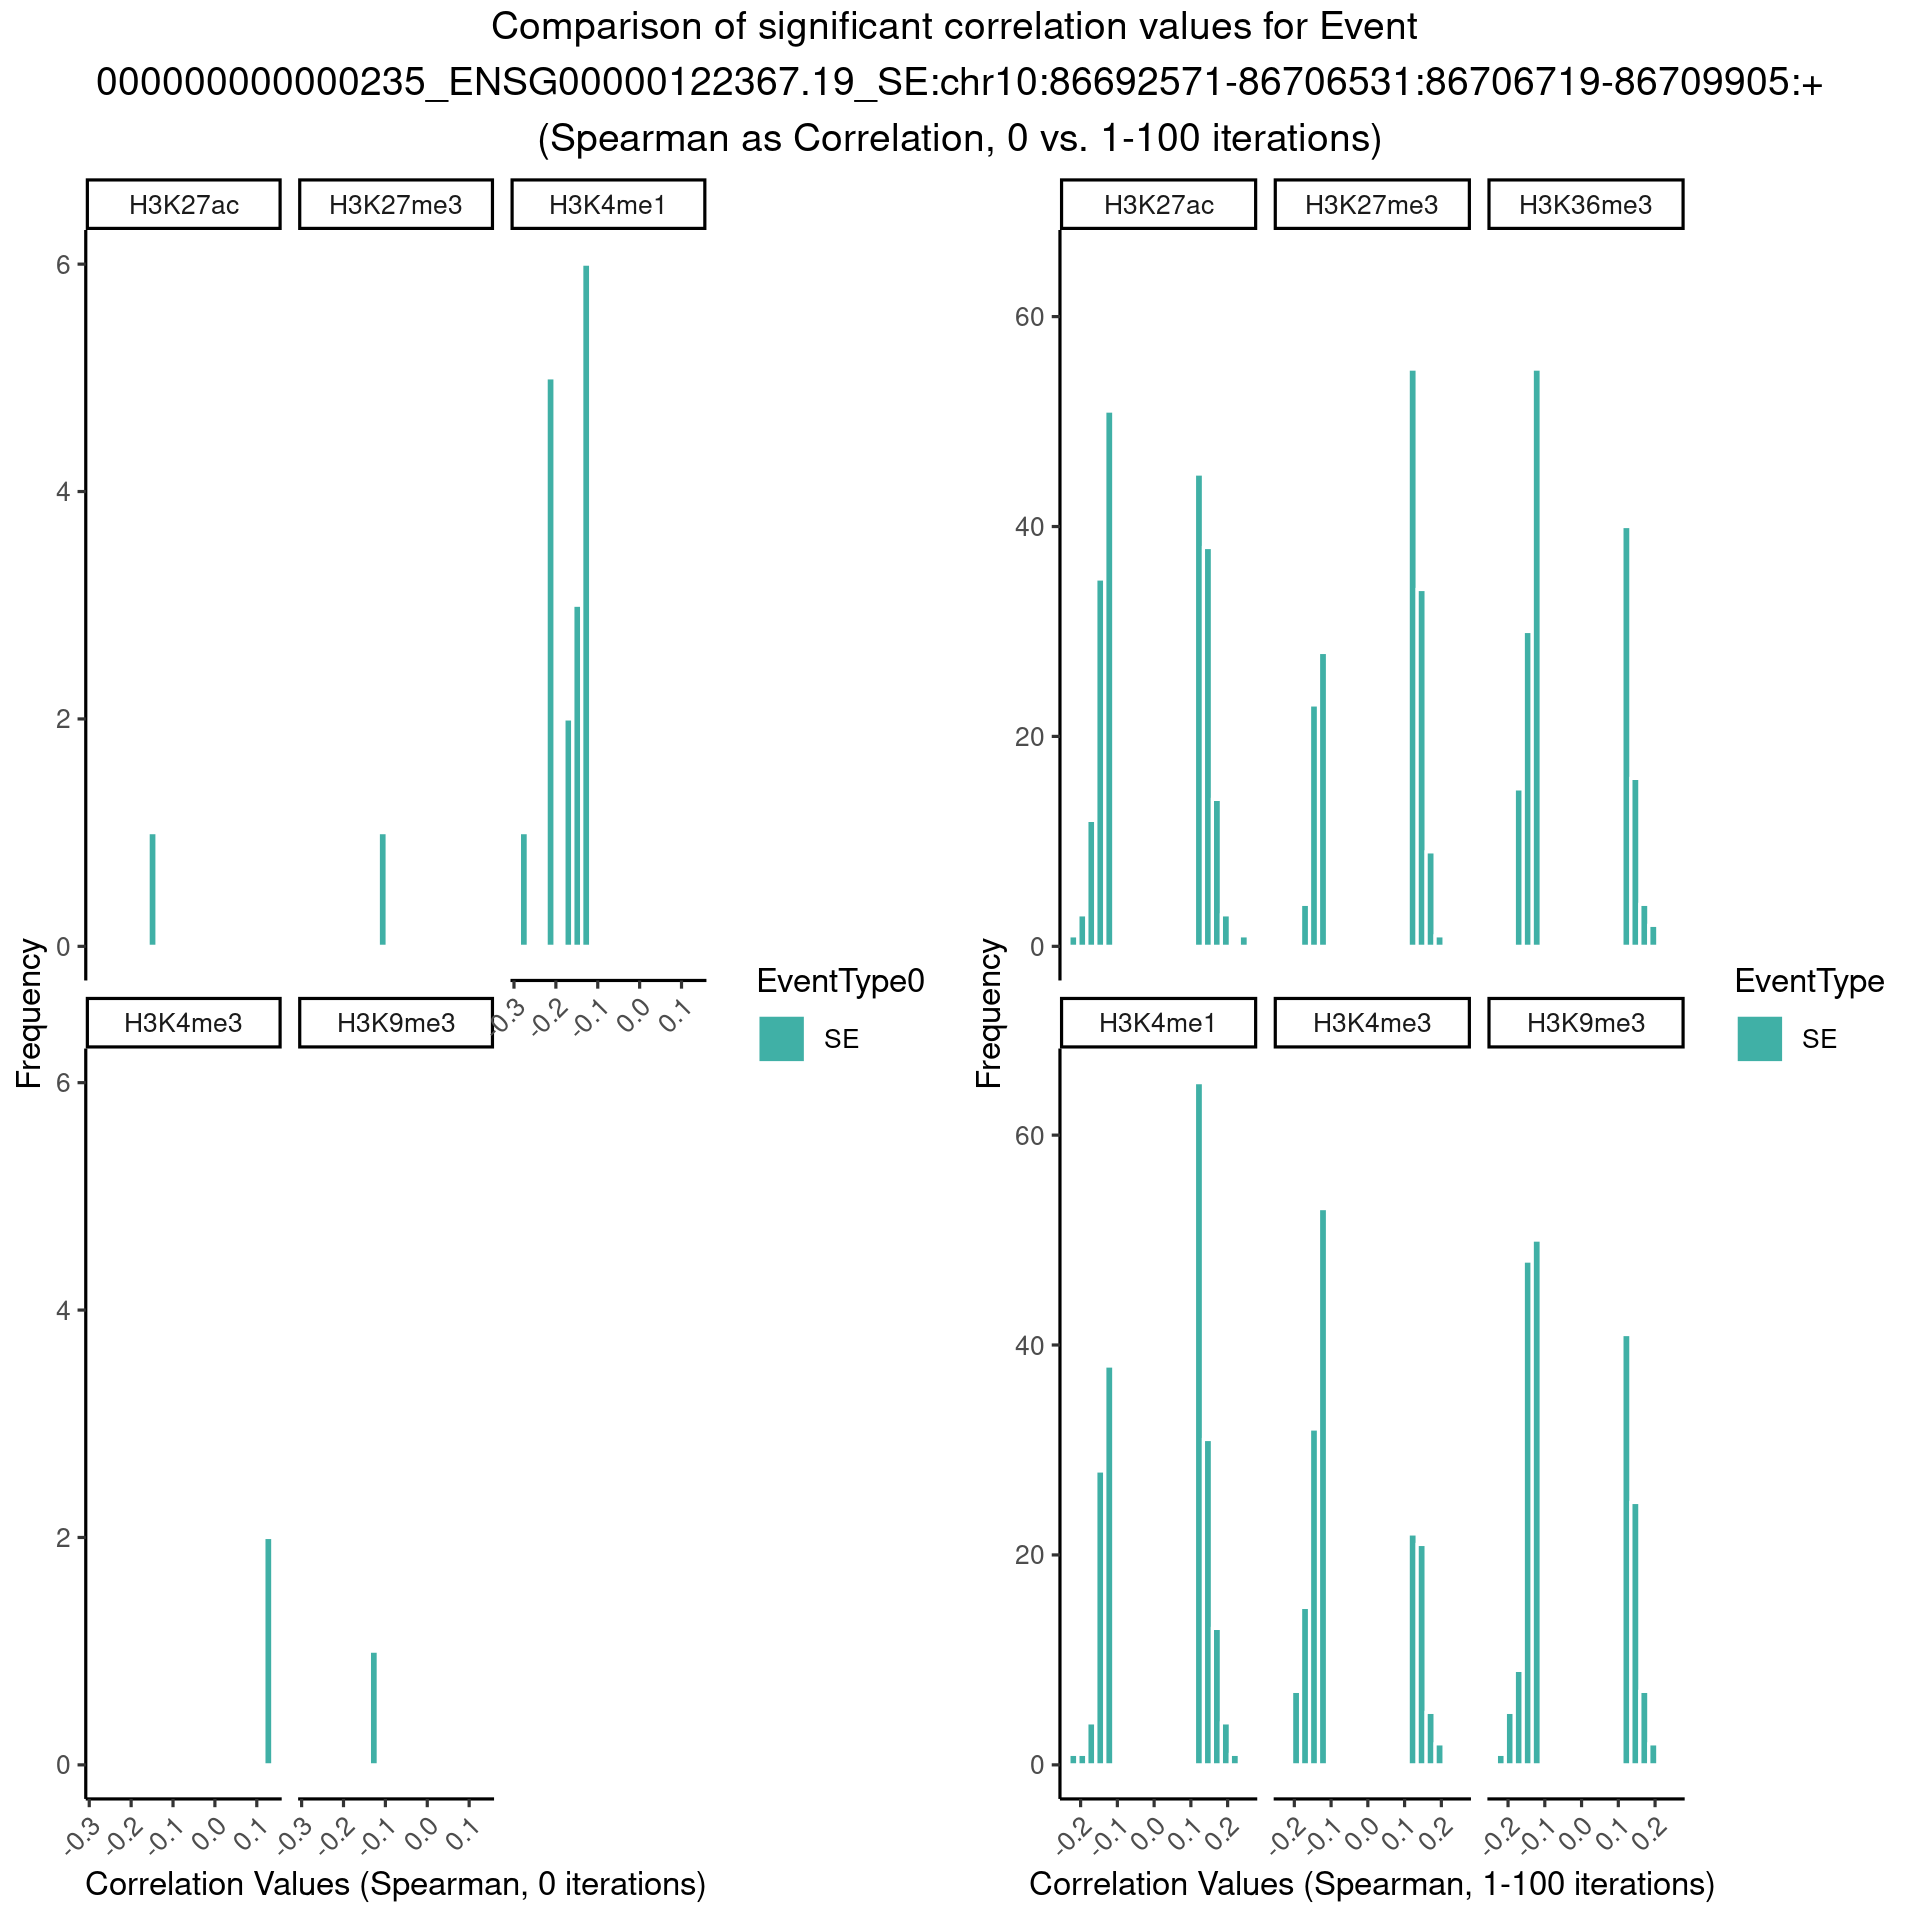 Comparison of significant correlation values for Event
000000000000235_ENSG00000122367.19_SE:chr10:86692571-86706531:86706719-86709905:+
(Spearman as Correlation, 0 vs. 1-100 iterations)
H3K27ac H3K27me3 H3K4me1
6
4
2
0
-0.3 -0.2 -0.1 0.0 0.1
H3K4me3 H3K9me3
6
4
2
0
-0.3 -0.2 -0.1 0.0 0.1 -0.3 -0.2 -0.1 0.0 0.1
Frequency
Correlation Values (Spearman, 0 iterations)
EventType0
SE
H3K27ac H3K27me3 H3K36me3
60
40
20
0
H3K4me1 H3K4me3 H3K9me3
60
40
20
0
-0.2 -0.1 0.0 0.1 0.2 -0.2 -0.1 0.0 0.1 0.2 -0.2 -0.1 0.0 0.1 0.2
Frequency
Correlation Values (Spearman, 1-100 iterations)
EventType
SE